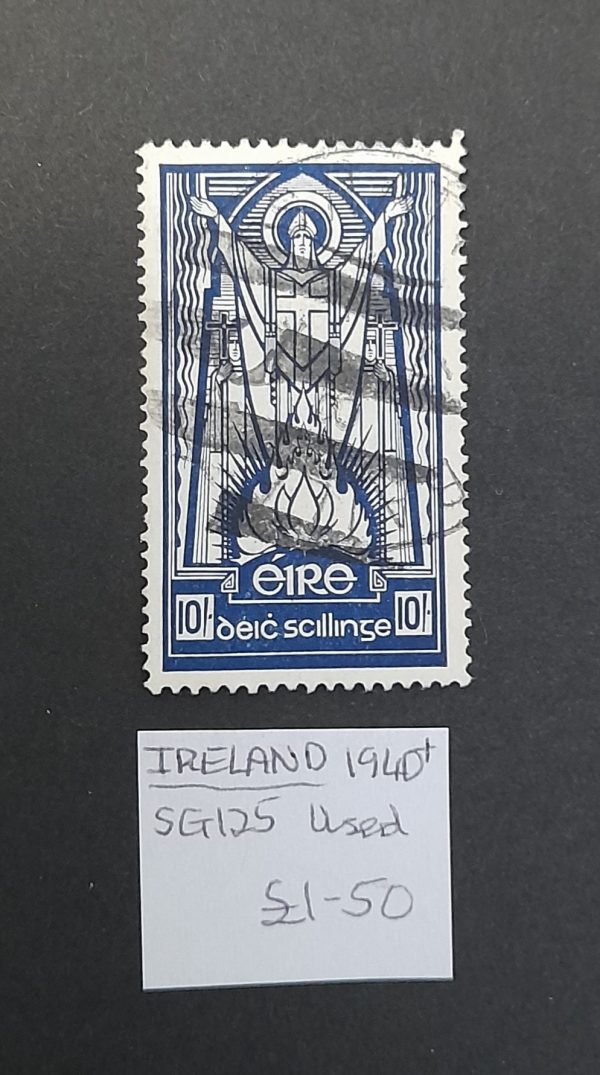 éIRe
10/- deiċ scillinge 10/-
IRELAND 1940+
SG125 Used
£1-50